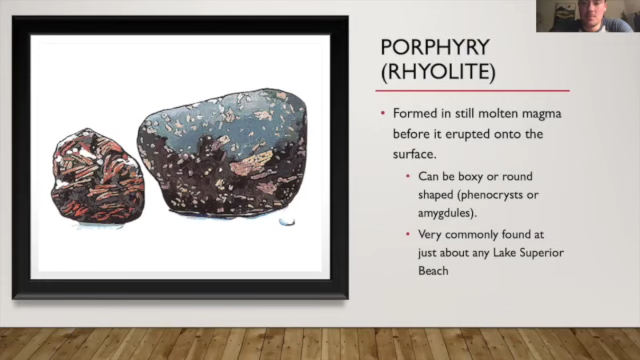 PORPHYRY
(RHYOLITE)
• Formed in still molten magma
before it erupted onto the
surface.
• Can be boxy or round
shaped (phenocrysts or
amygdules).
• Very commonly found at
just about any Lake Superior
Beach